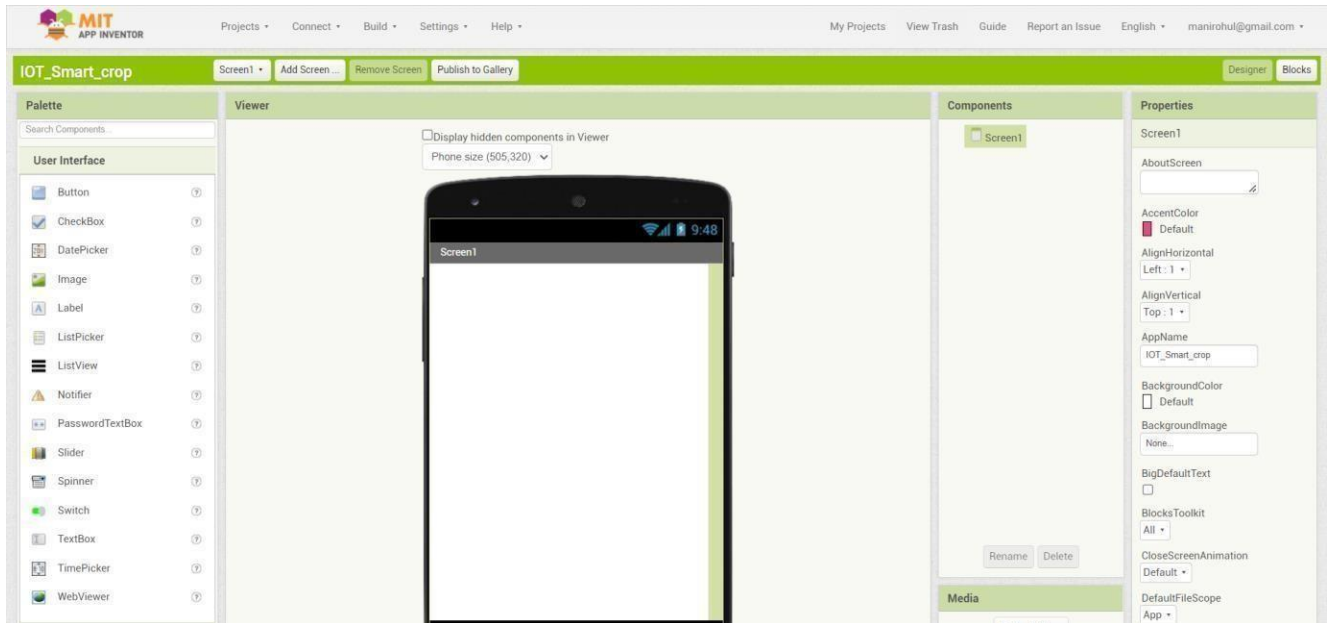 MIT
APP INVENTOR
Projects Connect Build Settings Help My Projects View Trash Guide Report an Issue English manirohul@gmail.com
IOT_Smart_crop Screen1 Add Screen ... Remove Screen Publish to Gallery Designer Blocks
Palette
Search Components...
User Interface
Button
CheckBox
DatePicker
Image
Label
ListPicker
ListView
Notifier
PasswordTextBox
Slider
Spinner
Switch
TextBox
TimePicker
WebViewer
Viewer
Display hidden components in Viewer
Phone size (505,320)
9:48
Screen1
Components
Screen1
Rename Delete
Media
Properties
Screen1
AboutScreen
AccentColor
Default
AlignHorizontal
Left : 1
AlignVertical
Top : 1
AppName
IOT_Smart_crop
BackgroundColor
Default
BackgroundImage
None...
BigDefaultText
BlocksToolkit
All
CloseScreenAnimation
Default
DefaultFileScope
App